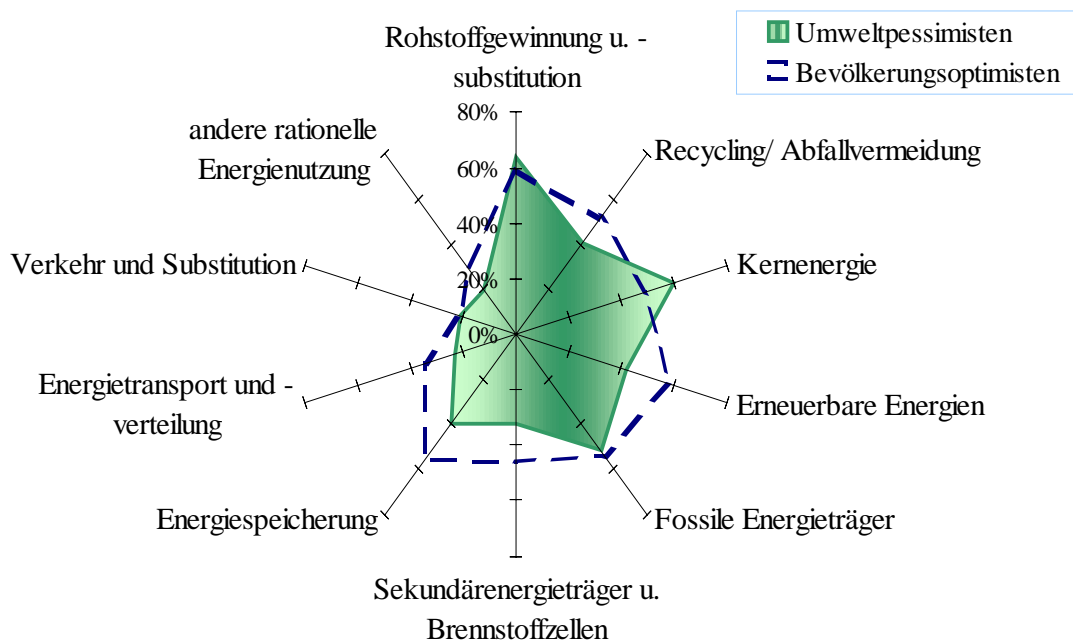 Rohstoffgewinnung u. -
substitution
Umweltpessimisten
Bevölkerungsoptimisten
80%
60%
40%
20%
0%
andere rationelle
Energienutzung
Recycling/ Abfallvermeidung
Verkehr und Substitution
Kernenergie
Energietransport und -
verteilung
Erneuerbare Energien
Energiespeicherung
Fossile Energieträger
Sekundärenergieträger u.
Brennstoffzellen